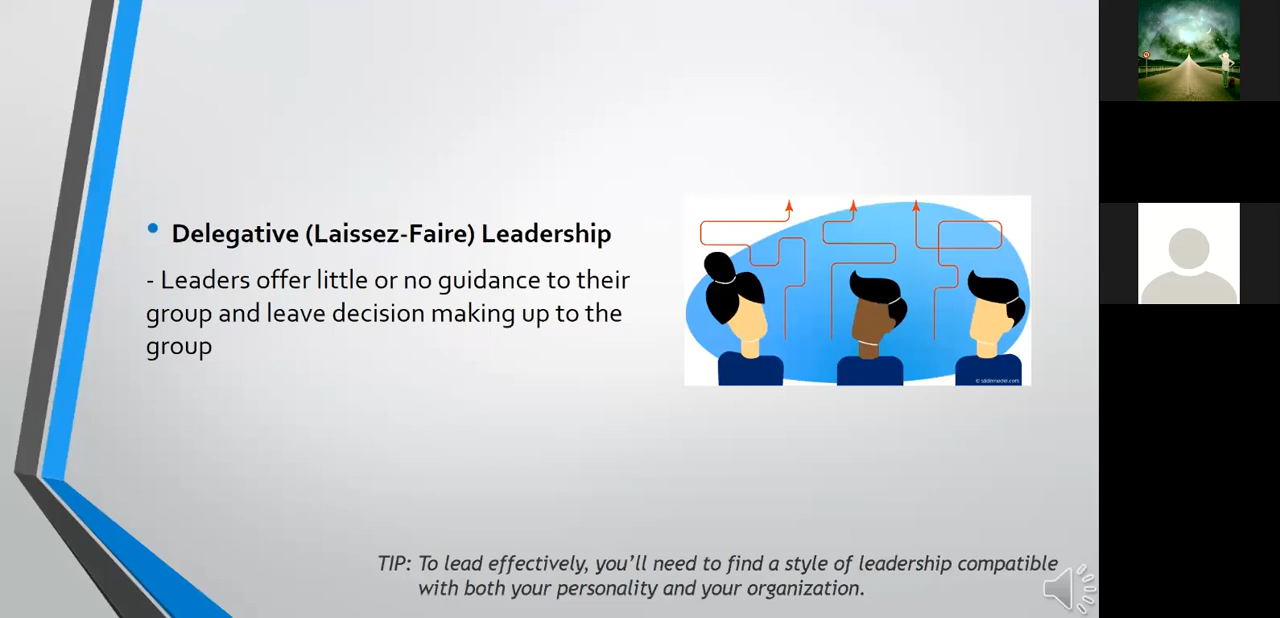 Delegative (Laissez-Faire) Leadership
- Leaders offer little or no guidance to their
group and leave decision making up to the
group
© slidemodel.com
TIP: To lead effectively, you'll need to find a style of leadership compatible
with both your personality and your organization.